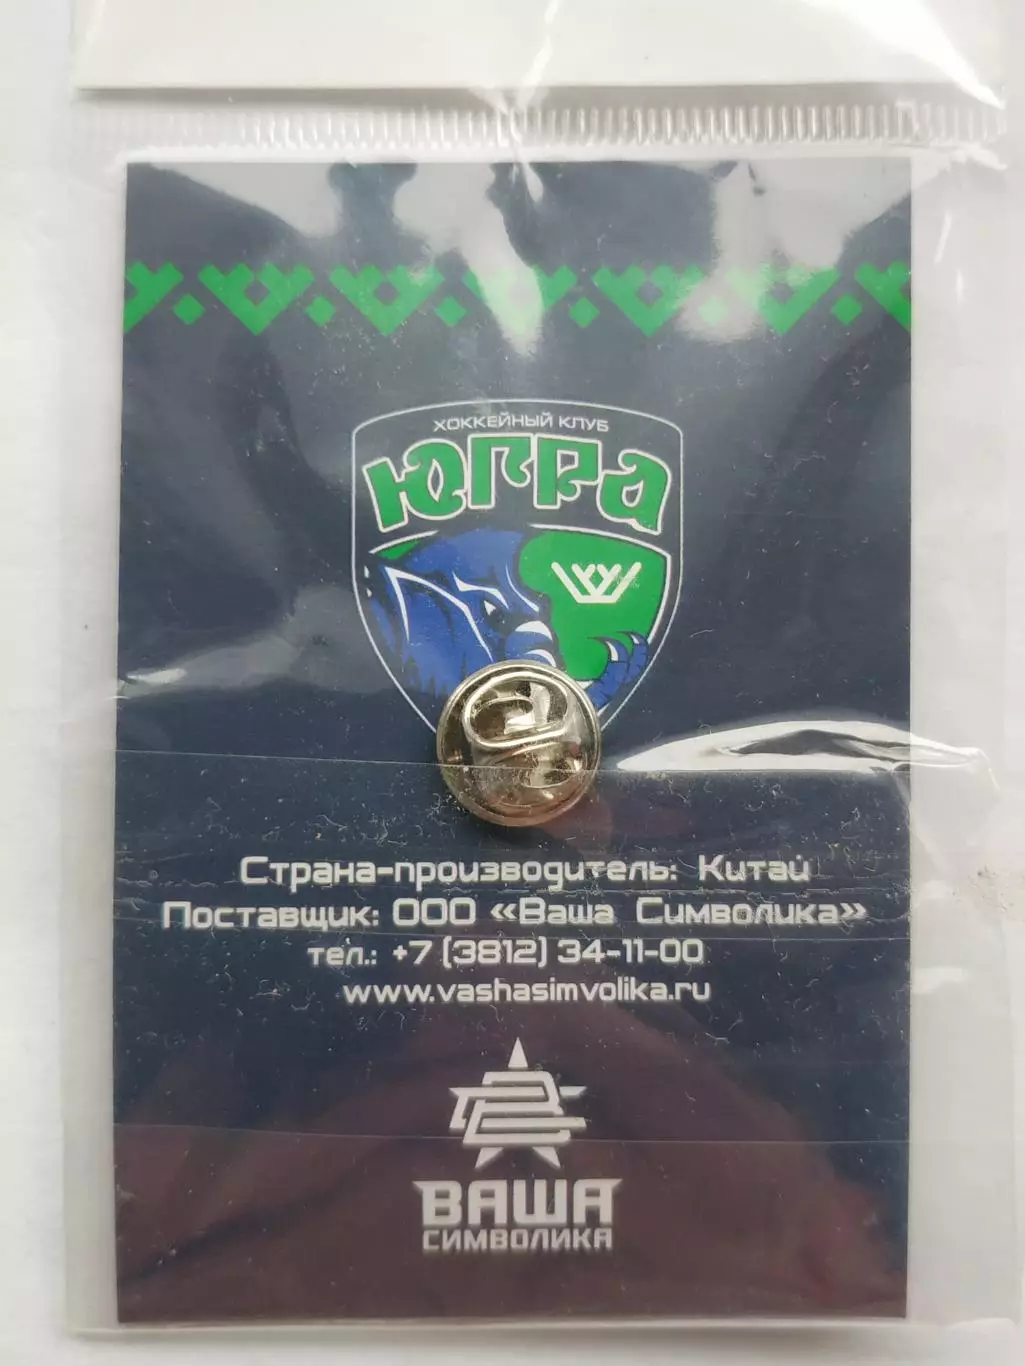 ХОККЕЙНЫЙ КЛУБ
ЮГРА
Страна-производитель: Китай
Поставщик: ООО «Ваша Символика»
тел.: +7 (3812) 34-11-00
www.vashasimvolika.ru
ВАША
СИМВОЛИКА